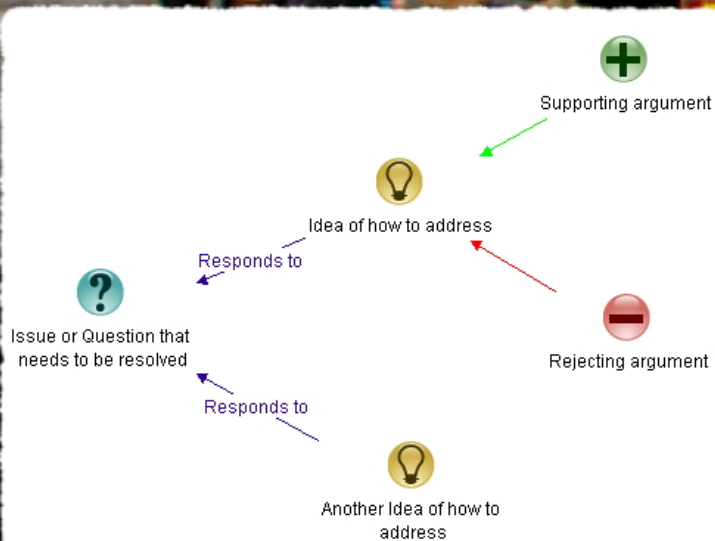 Supporting argument
Idea of how to address
Responds to
?
Issue or Question that
needs to be resolved
Rejecting argument
Responds to
Another Idea of how to
address